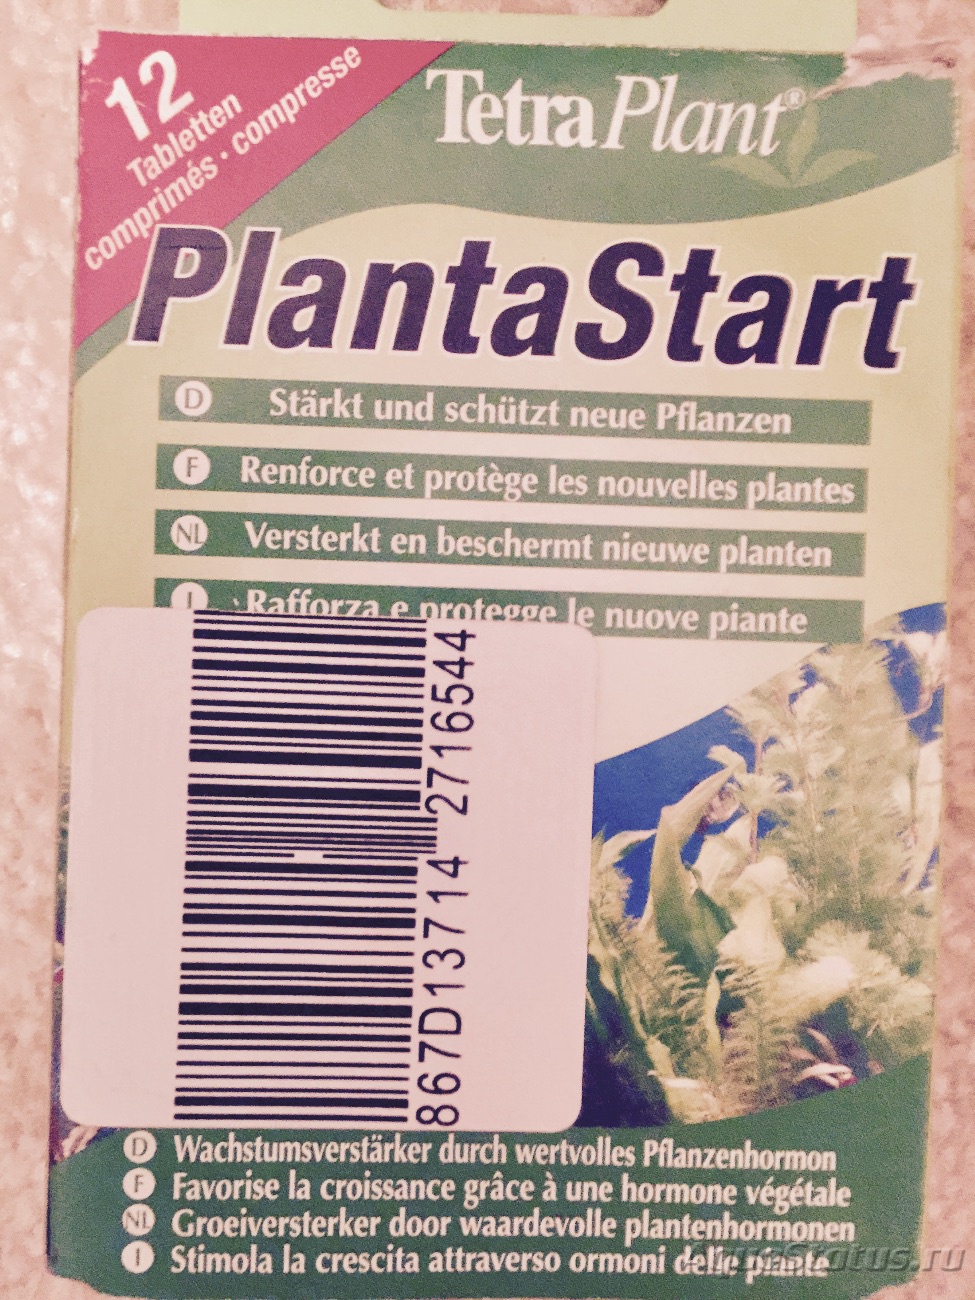 12
Tabletten
comprimés · compresse
TetraPlant®
PlantaStart
D Stärkt und schützt neue Pflanzen
F Renforce et protège les nouvelles plantes
NL Versterkt en beschermt nieuwe planten
I Rafforza e protegge le nuove piante
867D13714 2716544
D Wachstumsverstärker durch wertvolles Pflanzenhormon
F Favorise la croissance grâce à une hormone végétale
NL Groeiversterker door waardevolle plantenhormonen
I Stimola la crescita attraverso ormoni delle piante
AquaStatus.ru